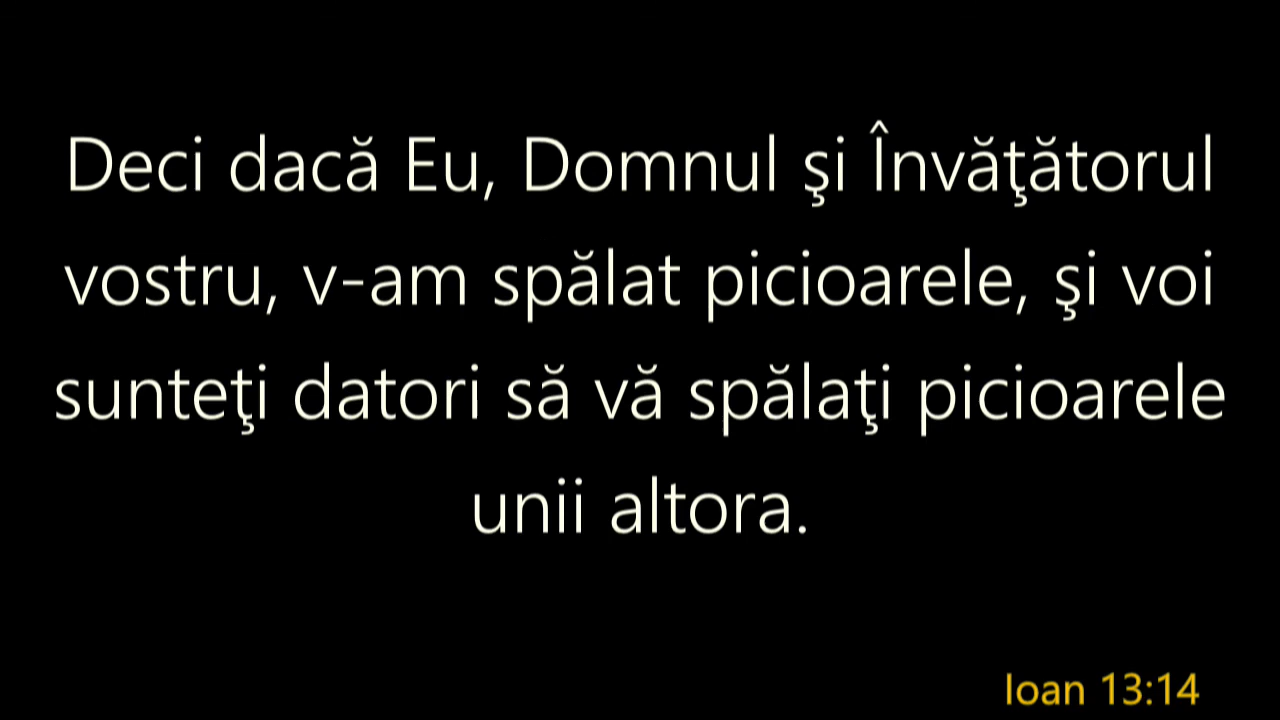 Deci dacă Eu, Domnul şi Învăţătorul
vostru, v-am spălat picioarele, şi voi
sunteţi datori să vă spălaţi picioarele
unii altora.
Ioan 13:14